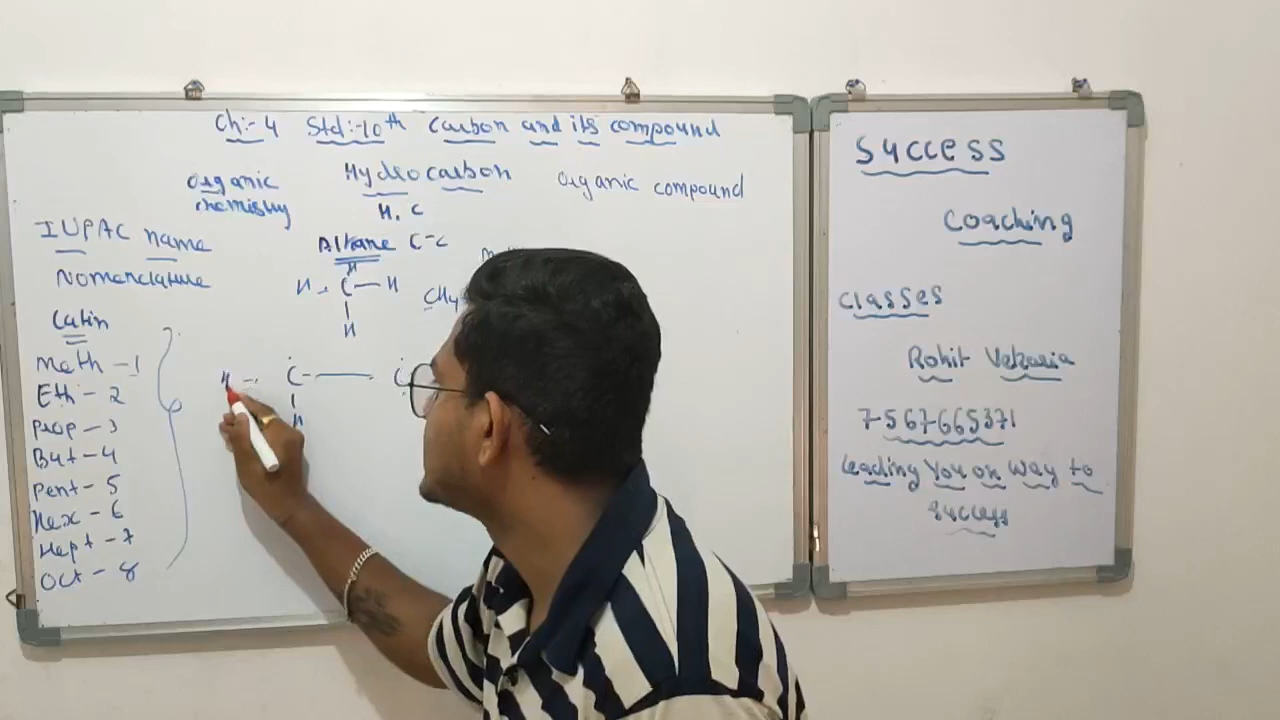 Ch:- 4 Std:-10th Carbon and its compound
Organic chemistry
Hydrocarbon
H, C
Organic compound
IUPAC name
Nomenclature
Latin
Meth - 1
Eth - 2
Prop - 3
But - 4
Pent - 5
Hex - 6
Hept - 7
Oct - 8
Alkane C-C
H
H - C - H
H
CH4
H - C - C
H
Success
Coaching
Classes
Rohit Vekaria
7567665371
Leading You on way to
success